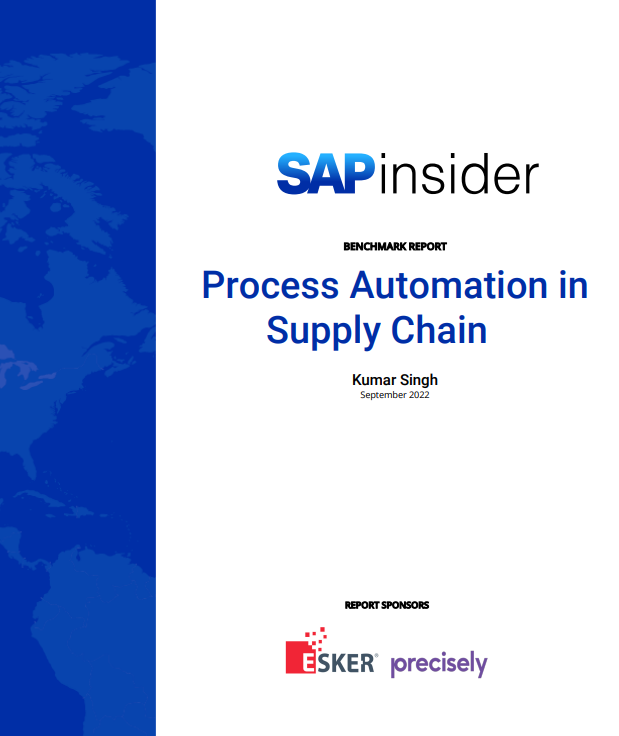 SAPinsider
BENCHMARK REPORT
Process Automation in
Supply Chain
Kumar Singh
September 2022
REPORT SPONSORS
ESKER® precisely